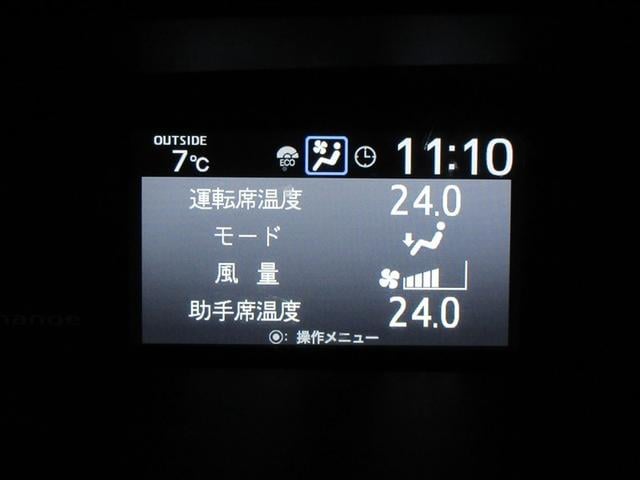 OUTSIDE
7℃
ECO
11:10
運転席温度 24.0
モード
風量
助手席温度 24.0
◉: 操作メニュー